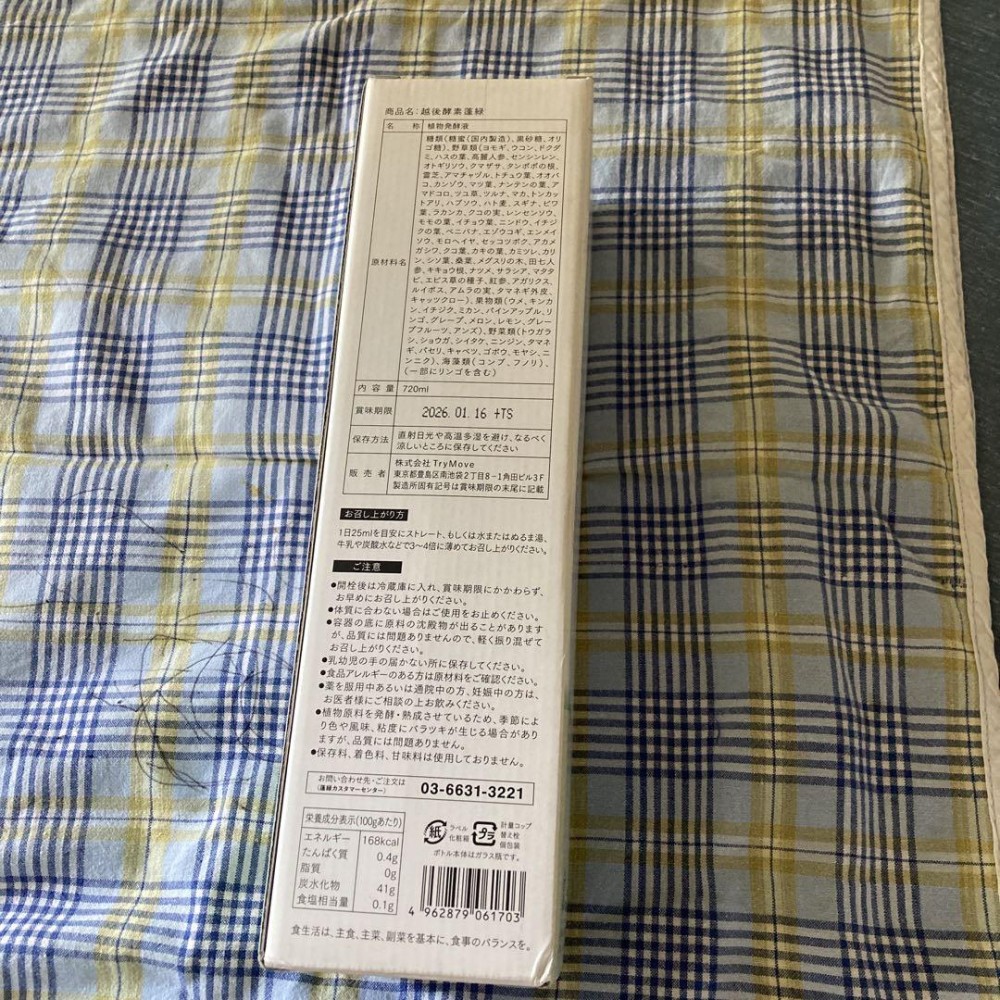 商品名:越後酵素蓬緑
名 称 植物発酵液
原材料名
糖類(糖蜜(国内製造)、黒砂糖、オリ
ゴ糖)、野草類(ヨモギ、ウコン、ドクダ
ミ、ハスの葉、高麗人参、センシンレン、
オトギリソウ、クマザサ、タンポポの根、
霊芝、アマチャヅル、トチュウ葉、オオバ
コ、カンゾウ、マツ葉、ナンテンの葉、ア
マドコロ、ツユ草、ツルナ、マカ、トンカッ
トアリ、ハブソウ、ハト麦、スギナ、ビワ
葉、ラカンカ、クコの実、レンセンソウ、
モモの葉、イチョウ葉、ニンドウ、イチジ
クの葉、ベニバナ、エゾウコギ、エンメイ
ソウ、モロヘイヤ、セッコツボク、アカメ
ガシワ、クコ葉、カキの葉、カミツレ、カリ
ン、シソ葉、桑葉、メグスリの木、田七人
参、キキョウ根、ナツメ、サラシア、マタタ
ビ、エビス草の種子、紅参、アガリクス、
ルイボス、アムラの実、タマネギ外皮、
キャッツクロー)、果物類(ウメ、キンカ
ン、イチジク、ミカン、パインアップル、リ
ンゴ、グレープ、メロン、レモン、グレー
プフルーツ、アンズ)、野菜類(トウガラ
シ、ショウガ、シイタケ、ニンジン、タマネ
ギ、パセリ、キャベツ、ゴボウ、モヤシ、ニ
ンニク)、海藻類(コンブ、フノリ)、
(一部にリンゴを含む)
内 容 量 720ml
賞味期限 2026.01.16 +TS
保存方法 直射日光や高温多湿を避け、なるべく
涼しいところに保存してください
販 売 者 株式会社TryMove
東京都豊島区南池袋2丁目8-1角田ビル3F
製造所固有記号は賞味期限の末尾に記載
お召し上がり方
1日25mlを目安にストレート、もしくは水またはぬるま湯、
牛乳や炭酸水などで3〜4倍に薄めてお召し上がりください。
ご注意
●開栓後は冷蔵庫に入れ、賞味期限にかかわらず、
お早めにお召し上がりください。
●体質に合わない場合はご使用をお止めください。
●容器の底に原料の沈殿物が出ることがあります
が、品質には問題ありませんので、軽く振り混ぜて
お召し上がりください。
●乳幼児の手の届かない所に保存してください。
●食品アレルギーのある方は原材料をご確認ください。
●薬を服用中あるいは通院中の方、妊娠中の方は、
お医者様にご相談の上お飲みください。
●植物原料を発酵・熟成させているため、季節によ
り色や風味、粘度にバラツキが生じる場合があり
ますが、品質には問題ありません。
●保存料、着色料、甘味料は使用しておりません。
お問い合わせ先・ご注文は
(蓬緑カスタマーセンター)
03-6631-3221
栄養成分表示(100gあたり)
エネルギー 168kcal
たんぱく質 0.4g
脂質 0g
炭水化物 41g
食塩相当量 0.1g
紙 ラベル
化粧箱
プラ 計量コップ
替え栓
個包装
ボトル本体はガラス瓶です。
4 962879 061703
食生活は、主食、主菜、副菜を基本に、食事のバランスを。